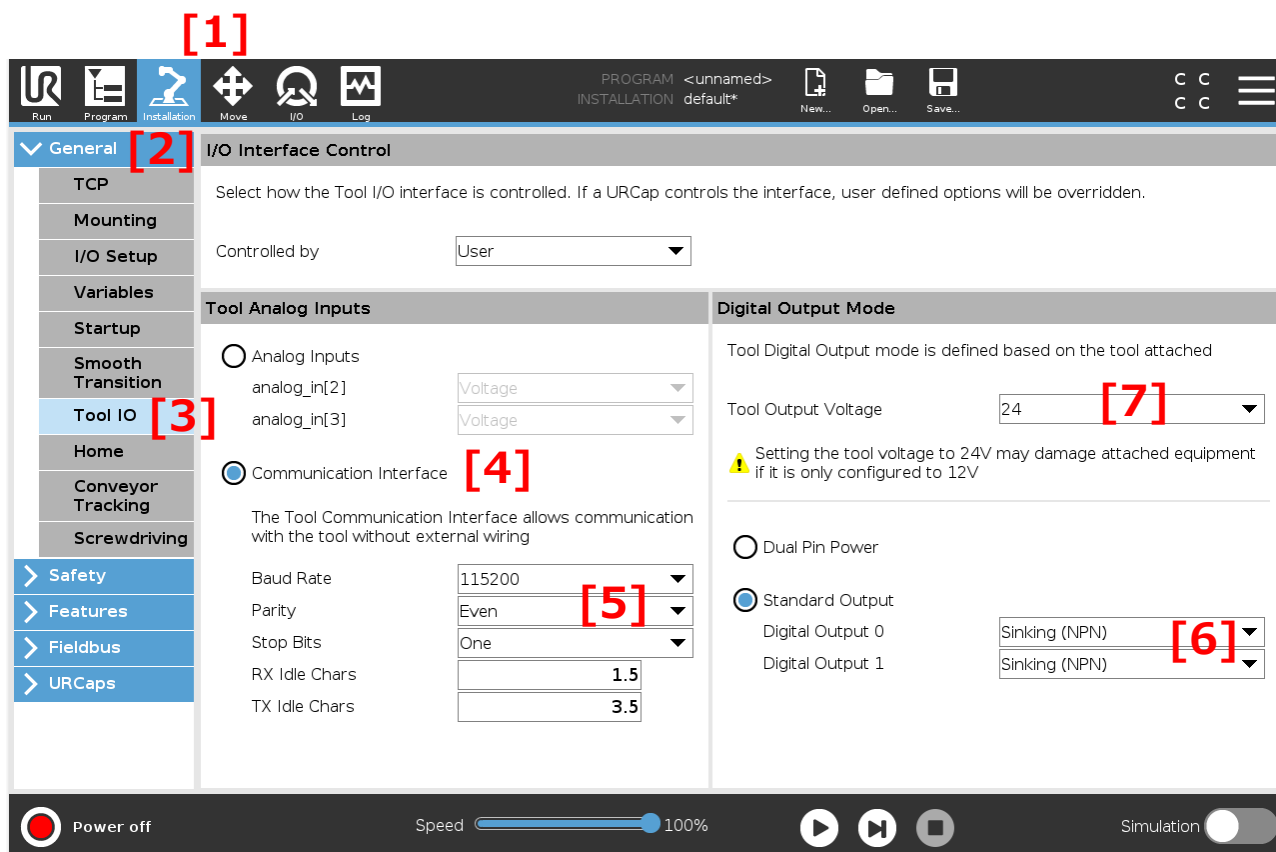 [1]
UR
PROGRAM <unnamed>
INSTALLATION default*
C C
C C
Run Program Installation Move I/O Log New... Open... Save...
General [2]
TCP
Mounting
I/O Setup
Variables
Startup
Smooth
Transition
Tool IO [3]
Home
Conveyor
Tracking
Screwdriving
Safety
Features
Fieldbus
URCaps
I/O Interface Control
Select how the Tool I/O interface is controlled. If a URCap controls the interface, user defined options will be overridden.
Controlled by User
Tool Analog Inputs
Analog Inputs
analog_in[2] Voltage
analog_in[3] Voltage
Communication Interface [4]
The Tool Communication Interface allows communication
with the tool without external wiring
Baud Rate 115200
Parity Even [5]
Stop Bits One
RX Idle Chars 1.5
TX Idle Chars 3.5
Digital Output Mode
Tool Digital Output mode is defined based on the tool attached
Tool Output Voltage 24 [7]
Setting the tool voltage to 24V may damage attached equipment
if it is only configured to 12V
Dual Pin Power
Standard Output
Digital Output 0 Sinking (NPN) [6]
Digital Output 1 Sinking (NPN)
Power off Speed 100% Simulation